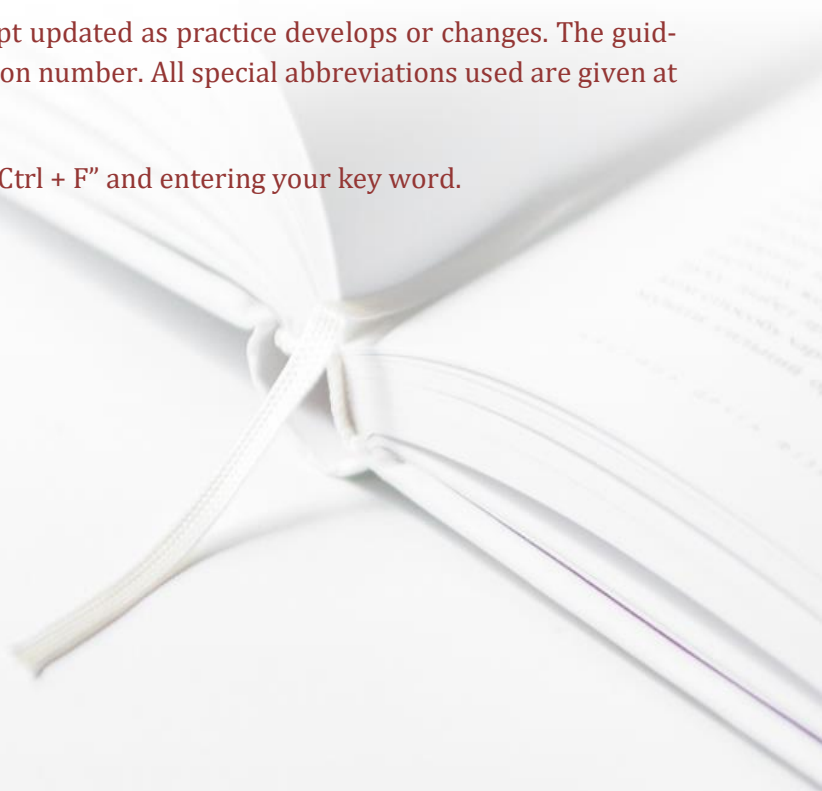 pt updated as practice develops or changes. The guid-
on number. All special abbreviations used are given at
Ctrl + F” and entering your key word.